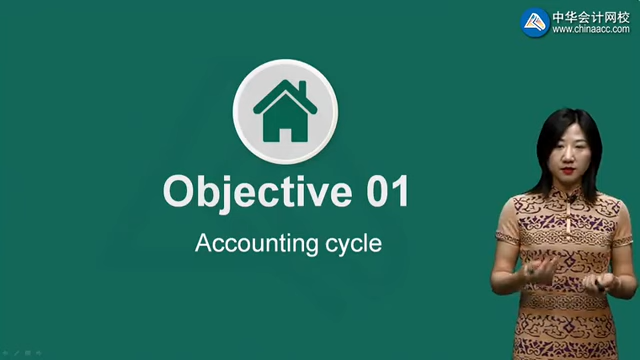 中华会计网校
www.chinaacc.com
Objective 01
Accounting cycle